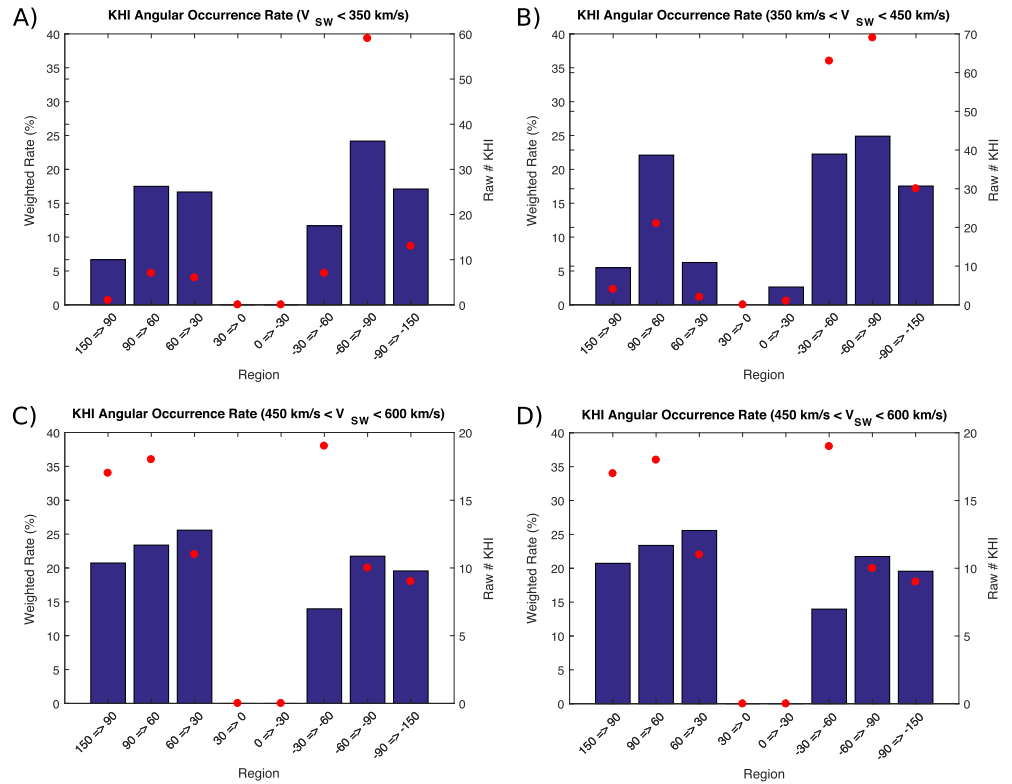 A)
KHI Angular Occurrence Rate (V SW < 350 km/s)
Weighted Rate (%)
40
35
30
25
20
15
10
5
0
60
50
40
30
20
10
0
Raw # KHI
150 => 90
90 => 60
60 => 30
30 => 0
0 => -30
-30 => -60
-60 => -90
-90 => -150
Region
B)
KHI Angular Occurrence Rate (350 km/s < V SW < 450 km/s)
Weighted Rate (%)
40
35
30
25
20
15
10
5
0
70
60
50
40
30
20
10
0
Raw # KHI
150 => 90
90 => 60
60 => 30
30 => 0
0 => -30
-30 => -60
-60 => -90
-90 => -150
Region
C)
KHI Angular Occurrence Rate (450 km/s < V SW < 600 km/s)
Weighted Rate (%)
40
35
30
25
20
15
10
5
0
20
15
10
5
0
Raw # KHI
150 => 90
90 => 60
60 => 30
30 => 0
0 => -30
-30 => -60
-60 => -90
-90 => -150
Region
D)
KHI Angular Occurrence Rate (450 km/s < V SW < 600 km/s)
Weighted Rate (%)
40
35
30
25
20
15
10
5
0
20
15
10
5
0
Raw # KHI
150 => 90
90 => 60
60 => 30
30 => 0
0 => -30
-30 => -60
-60 => -90
-90 => -150
Region